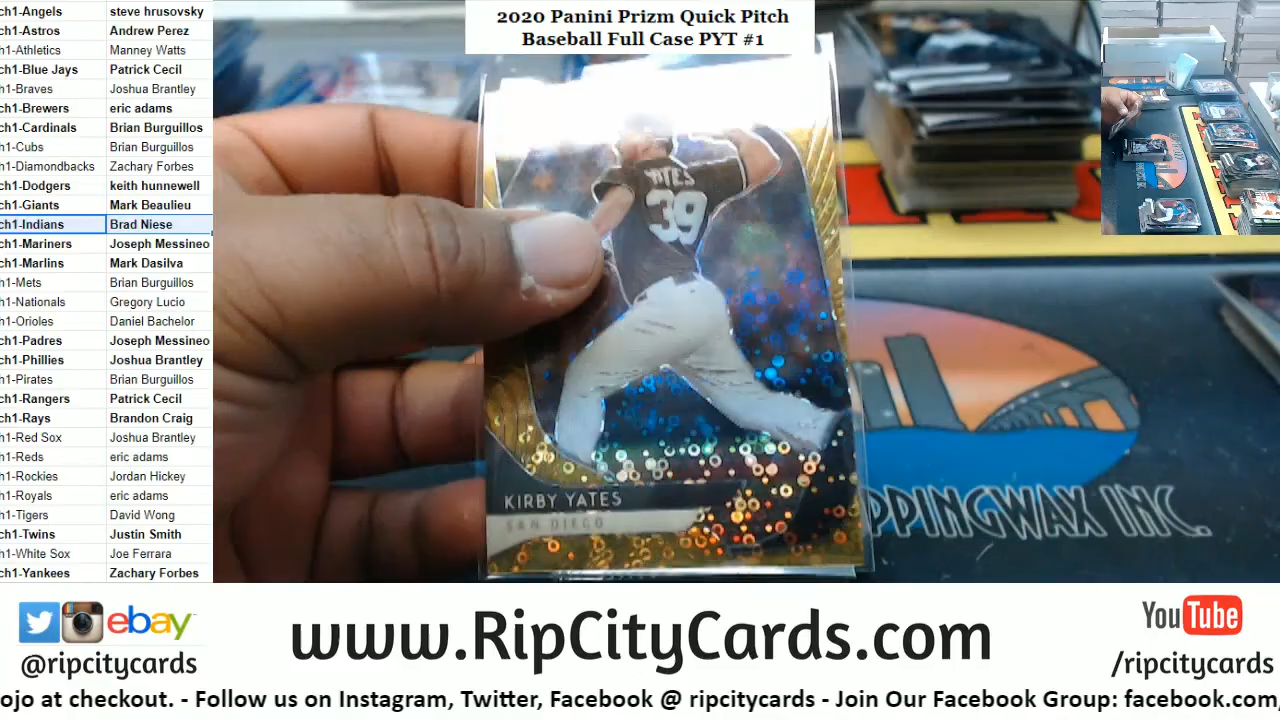 2020 Panini Prizm Quick Pitch
Baseball Full Case PYT #1
ch1-Angels steve hrusovsky
ch1-Astros Andrew Perez
h1-Athletics Manney Watts
ch1-Blue Jays Patrick Cecil
h1-Braves Joshua Brantley
ch1-Brewers eric adams
ch1-Cardinals Brian Burguillos
h1-Cubs Brian Burguillos
h1-Diamondbacks Zachary Forbes
ch1-Dodgers keith hunnewell
ch1-Giants Mark Beaulieu
ch1-Indians Brad Niese
ch1-Mariners Joseph Messineo
ch1-Marlins Mark Dasilva
h1-Mets Brian Burguillos
h1-Nationals Gregory Lucio
h1-Orioles Daniel Bachelor
ch1-Padres Joseph Messineo
ch1-Phillies Joshua Brantley
h1-Pirates Brian Burguillos
ch1-Rangers Patrick Cecil
ch1-Rays Brandon Craig
h1-Red Sox Joshua Brantley
h1-Reds eric adams
h1-Rockies Jordan Hickey
h1-Royals eric adams
h1-Tigers David Wong
ch1-Twins Justin Smith
h1-White Sox Joe Ferrara
ch1-Yankees Zachary Forbes
YATES
39
KIRBY YATES
SAN DIEGO
PPINGWAX INC.
ebay
@ripcitycards
www.RipCityCards.com
YouTube
/ripcitycards
ojo at checkout. - Follow us on Instagram, Twitter, Facebook @ ripcitycards - Join Our Facebook Group: facebook.com